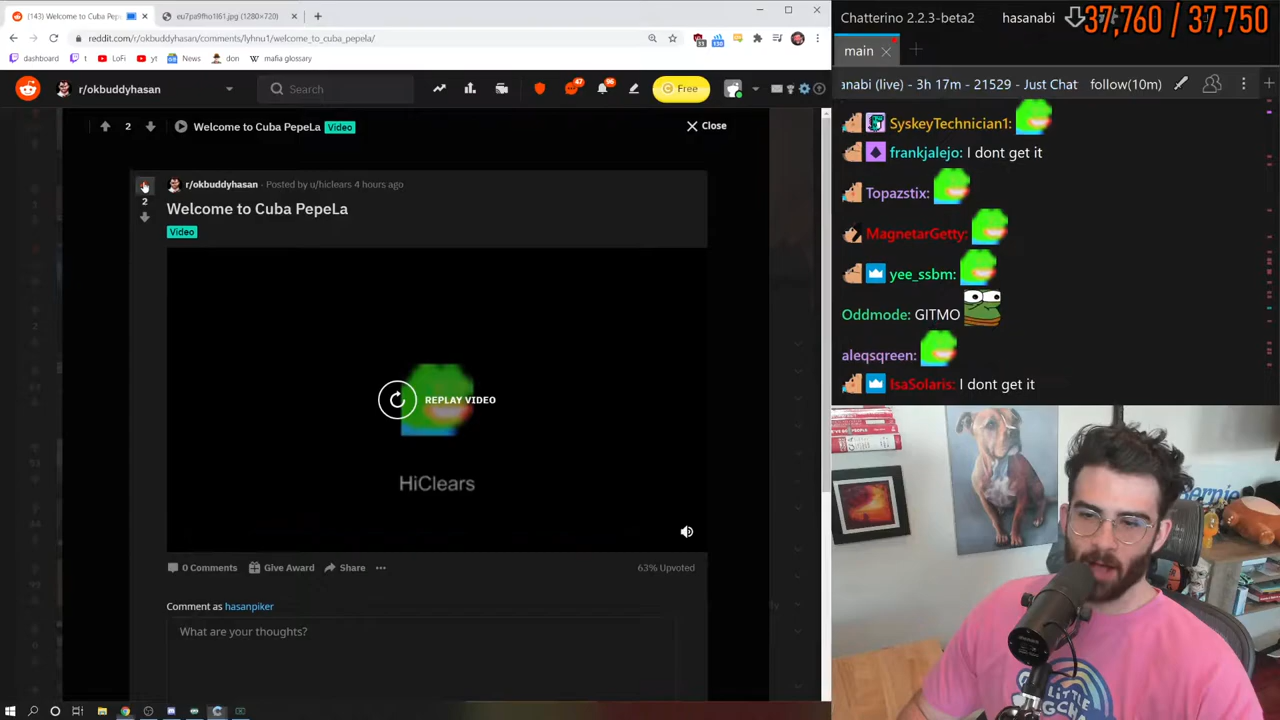 (143) Welcome to Cuba Pepe
eu7pa9fho1l61.jpg (1280×720)
reddit.com/r/okbuddyhasan/comments/lyhnu1/welcome_to_cuba_pepela/
dashboard
t
LoFi
yt
News
don
mafia glossary
r/okbuddyhasan
Search
47
96
Free
2
Welcome to Cuba PepeLa
Video
Close
r/okbuddyhasan · Posted by u/hiclears 4 hours ago
2
Welcome to Cuba PepeLa
Video
REPLAY VIDEO
HiClears
0 Comments
Give Award
Share
63% Upvoted
Comment as hasanpiker
What are your thoughts?
Chatterino 2.2.3-beta2
hasanabi
37,760 / 37,750
main
anabi (live) - 3h 17m - 21529 - Just Chat
follow(10m)
SyskeyTechnician1:
frankjalejo: I dont get it
Topazstix:
MagnetarGetty:
yee_ssbm:
Oddmode: GITMO
aleqsqreen:
IsaSolaris: I dont get it
Bernie
LITTLE